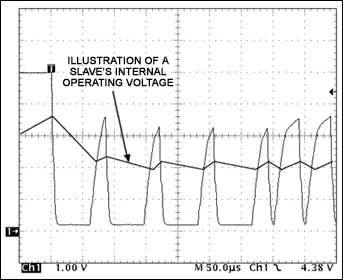 T
ILLUSTRATION OF A
SLAVE'S INTERNAL
OPERATING VOLTAGE
1
Ch1 1.00 V M 50.0µs Ch1 4.38 V